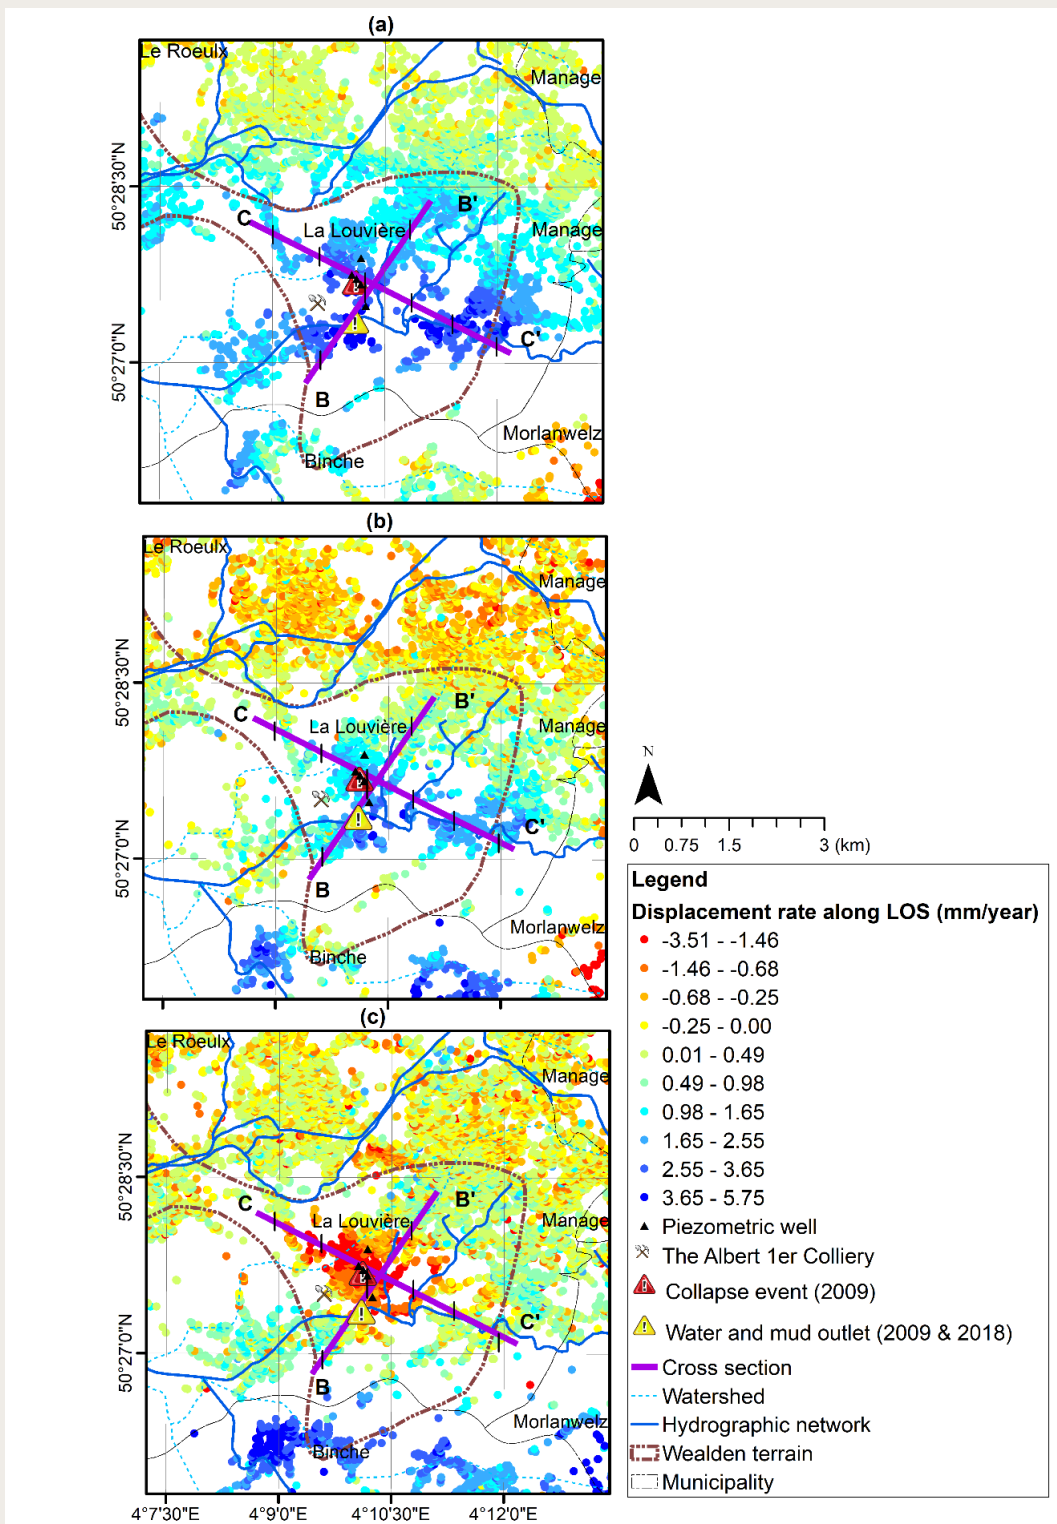 (a)
Le Roeulx
Manage
50°28'30"N
B'
C
La Louvière
Manage
50°27'0"N
C'
B
Morlanwelz
Binche
(b)
Le Roeulx
Manage
50°28'30"N
B'
C
La Louvière
Manage
50°27'0"N
C'
B
Morlanwelz
Binche
(c)
Le Roeulx
Manage
50°28'30"N
B'
C
La Louvière
Manage
50°27'0"N
C'
B
Morlanwelz
Binche
4°7'30"E 4°9'0"E 4°10'30"E 4°12'0"E
N
0 0.75 1.5 3 (km)
Legend
Displacement rate along LOS (mm/year)
-3.51 - -1.46
-1.46 - -0.68
-0.68 - -0.25
-0.25 - 0.00
0.01 - 0.49
0.49 - 0.98
0.98 - 1.65
1.65 - 2.55
2.55 - 3.65
3.65 - 5.75
Piezometric well
The Albert 1er Colliery
Collapse event (2009)
Water and mud outlet (2009 & 2018)
Cross section
Watershed
Hydrographic network
Wealden terrain
Municipality